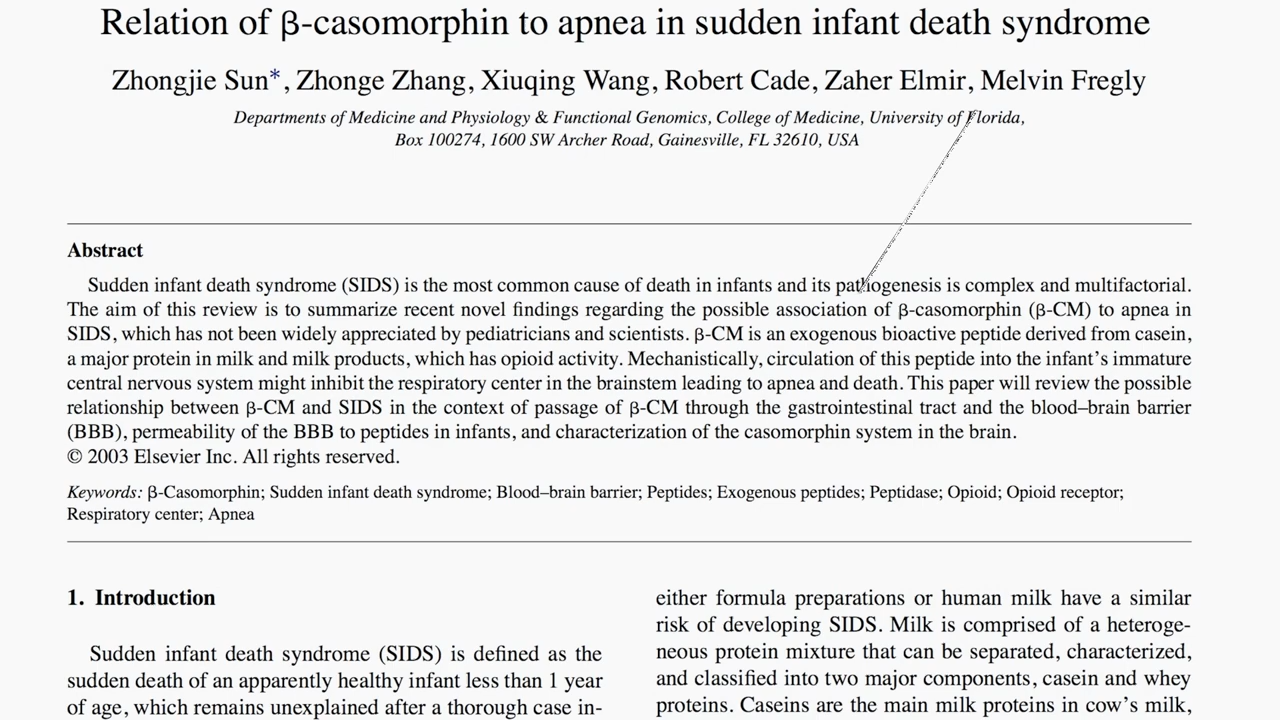 Relation of β-casomorphin to apnea in sudden infant death syndrome
Zhongjie Sun*, Zhonge Zhang, Xiuqing Wang, Robert Cade, Zaher Elmir, Melvin Fregly
Departments of Medicine and Physiology & Functional Genomics, College of Medicine, University of Florida,
Box 100274, 1600 SW Archer Road, Gainesville, FL 32610, USA
Abstract
Sudden infant death syndrome (SIDS) is the most common cause of death in infants and its pathogenesis is complex and multifactorial.
The aim of this review is to summarize recent novel findings regarding the possible association of β-casomorphin (β-CM) to apnea in
SIDS, which has not been widely appreciated by pediatricians and scientists. β-CM is an exogenous bioactive peptide derived from casein,
a major protein in milk and milk products, which has opioid activity. Mechanistically, circulation of this peptide into the infant's immature
central nervous system might inhibit the respiratory center in the brainstem leading to apnea and death. This paper will review the possible
relationship between β-CM and SIDS in the context of passage of β-CM through the gastrointestinal tract and the blood–brain barrier
(BBB), permeability of the BBB to peptides in infants, and characterization of the casomorphin system in the brain.
© 2003 Elsevier Inc. All rights reserved.
Keywords: β-Casomorphin; Sudden infant death syndrome; Blood–brain barrier; Peptides; Exogenous peptides; Peptidase; Opioid; Opioid receptor;
Respiratory center; Apnea
1. Introduction
Sudden infant death syndrome (SIDS) is defined as the
sudden death of an apparently healthy infant less than 1 year
of age, which remains unexplained after a thorough case in-
either formula preparations or human milk have a similar
risk of developing SIDS. Milk is comprised of a heteroge-
neous protein mixture that can be separated, characterized,
and classified into two major components, casein and whey
proteins. Caseins are the main milk proteins in cow's milk,